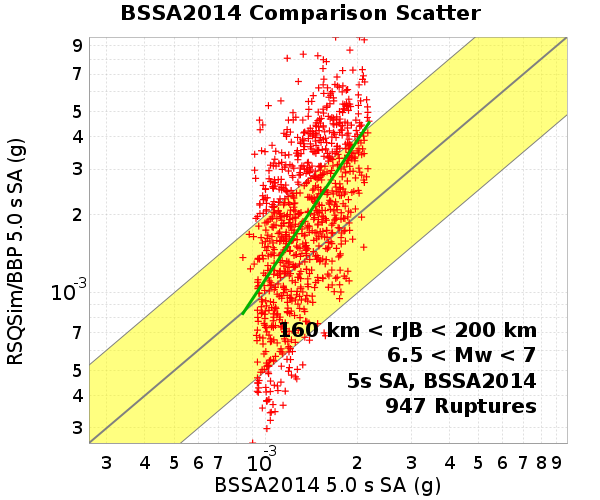 BSSA2014 Comparison Scatter
RSQSim/BBP 5.0 s SA (g)
9
7
5
4
3
2
10-3
7
5
4
3
160 km < rJB < 200 km
6.5 < Mw < 7
5s SA, BSSA2014
947 Ruptures
3 4 5 6 7 10-3 2 3 4 5 6 7 8 9
BSSA2014 5.0 s SA (g)